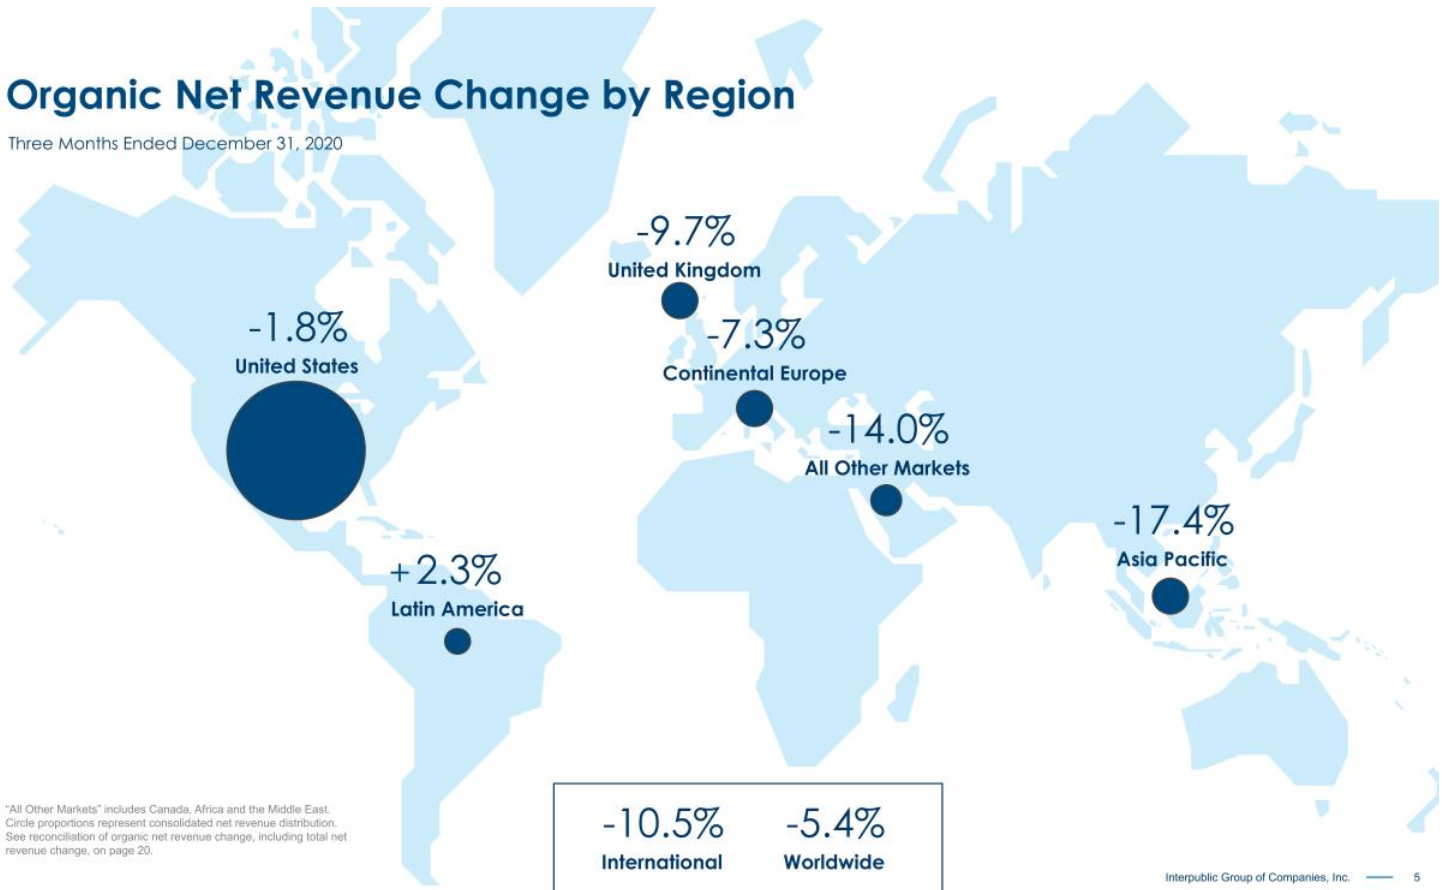 Organic Net Revenue Change by Region
Three Months Ended December 31, 2020
-9.7%
United Kingdom
-1.8%
United States
-7.3%
Continental Europe
-14.0%
All Other Markets
-17.4%
Asia Pacific
+2.3%
Latin America
"All Other Markets" includes Canada, Africa and the Middle East.
Circle proportions represent consolidated net revenue distribution.
See reconciliation of organic net revenue change, including total net
revenue change, on page 20.
-10.5%
International
-5.4%
Worldwide
Interpublic Group of Companies, Inc. 5